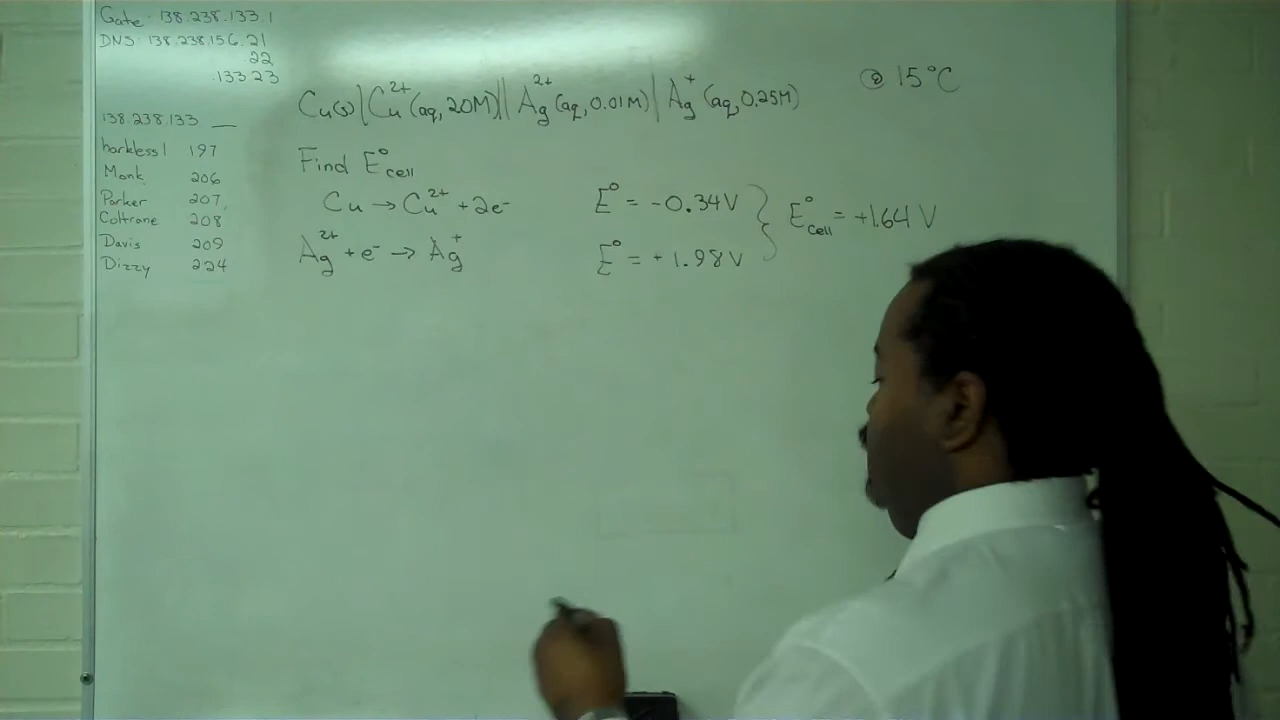 Gate: 138.238.133.1
DNS: 138.238.156.21
22
:133.23
138.238.133 __
harkless1 197
Monk 206
Parker 207
Coltrane 208
Davis 209
Dizzy 224
Cu(s)|Cu²⁺(aq, 2.0M)||Ag²⁺(aq, 0.01M)|Ag⁺(aq, 0.25M) @ 15°C
Find E°cell
Cu → Cu²⁺ + 2e⁻ E° = -0.34V
Ag²⁺ + e⁻ → Ag⁺ E° = +1.98V
} E°cell = +1.64 V